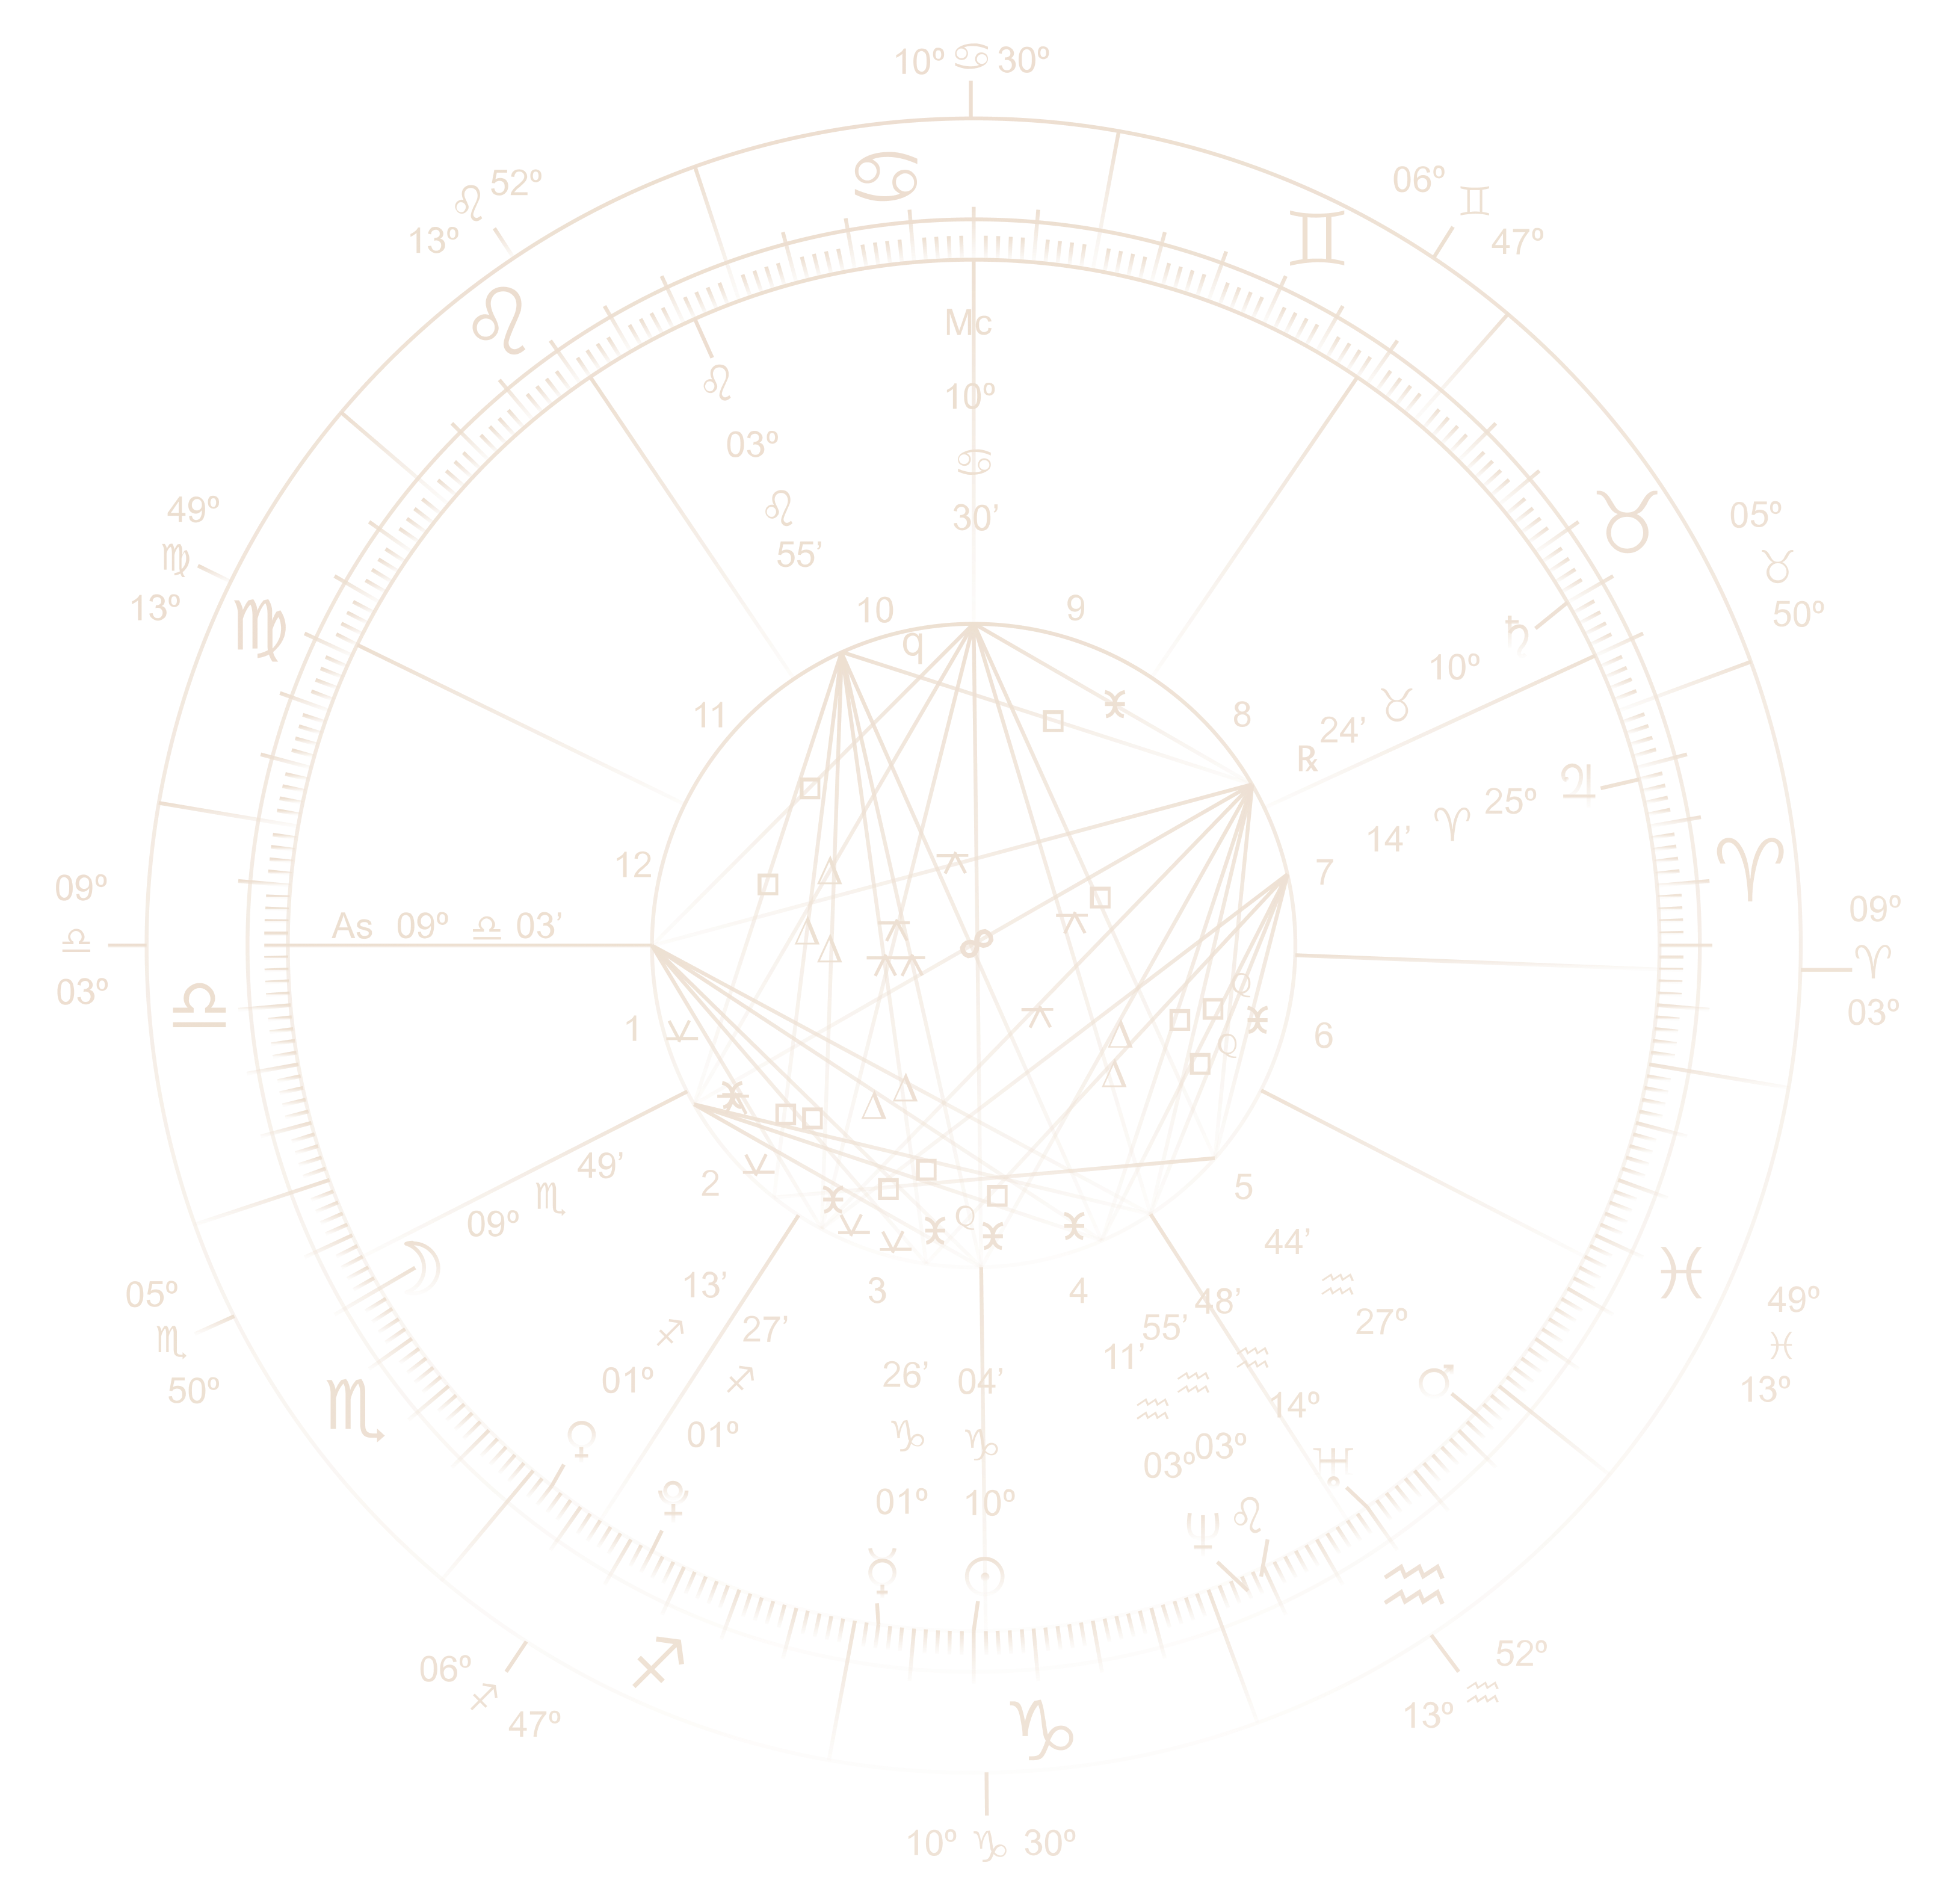 10º ♋ 30º
06º ♊ 47º
13º ♌ 52º
♋
♊
♌
Mc
♌
10º
03º
♋
♌
30’
55’
49º
♍
13º
♍
05º
♉
50º
♉
10
9
q
♄
10º
♉
24’
℞
11
8
♃
25º
♈
14’
♈
12
7
09º
♎
03º
As 09º ♎ 03’
09º
♈
03º
♎
1
Q
6
Q
49’
♏
09º
☽
2
5
Q
3
4
44’
♒
27º
♂
♓
49º
♓
13º
05º
♏
50º
♏
13’
♐
01º
♀
27’
♐
01º
♇
26’
♑
01º
☿
04’
♑
10º
☉
11’
♒
03º
♆
55’
♒
03º
♌
48’
♒
14º
♅
♒
♐
♑
06º
♐
47º
52º
♒
13º
10º ♑ 30º